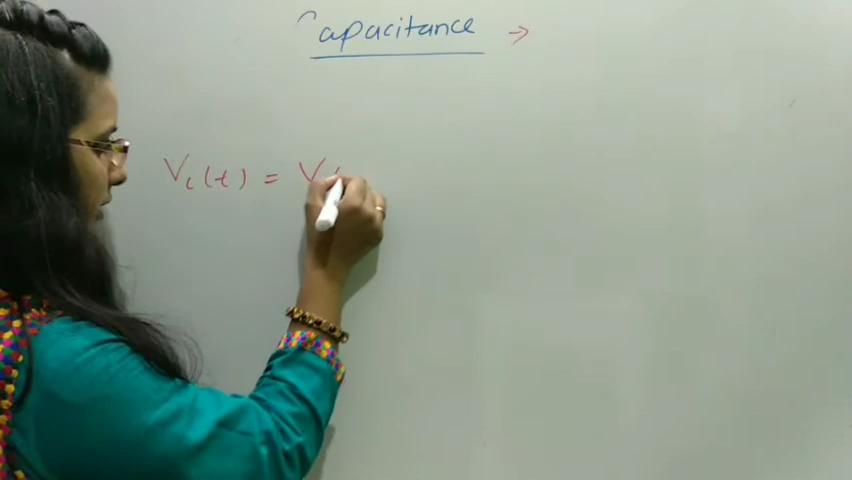 Capacitance →
Vc(t) = V